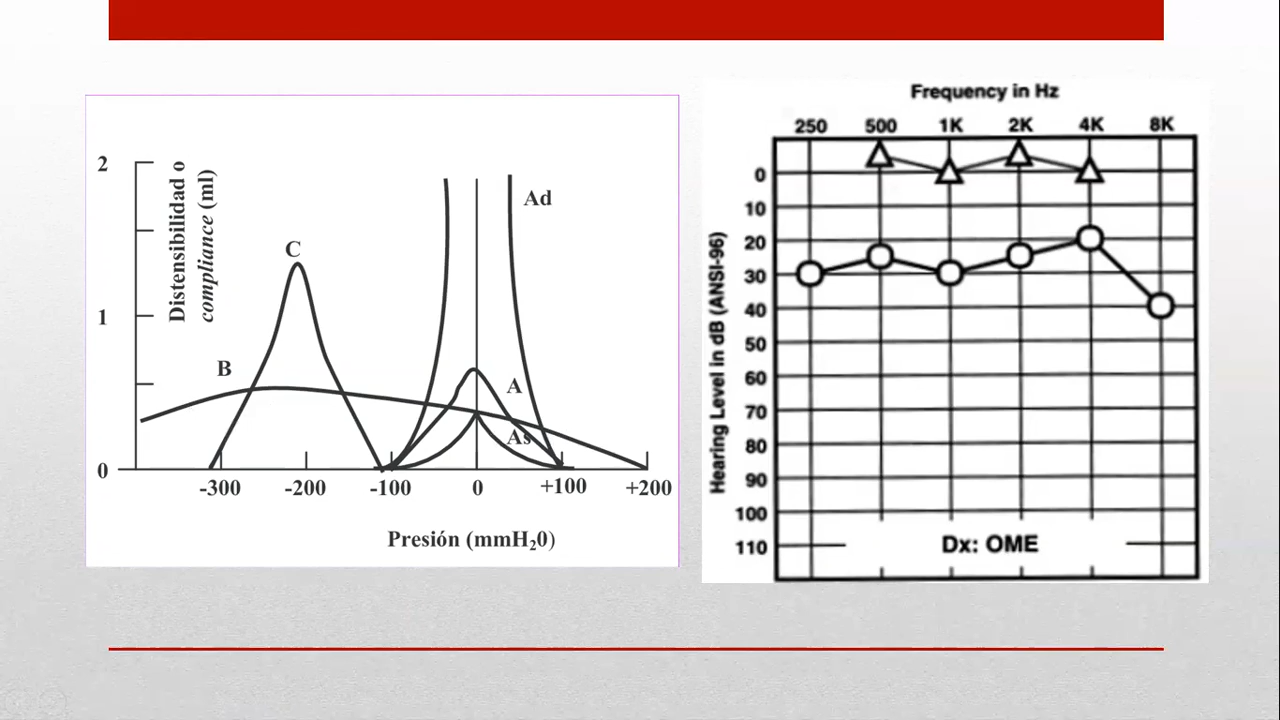 2
1
0
Distensibilidad o
compliance (ml)
C
B
Ad
A
As
-300 -200 -100 0 +100 +200
Presión (mmH₂0)
Frequency in Hz
250 500 1K 2K 4K 8K
Hearing Level in dB (ANSI-96)
0
10
20
30
40
50
60
70
80
90
100
110
Dx: OME